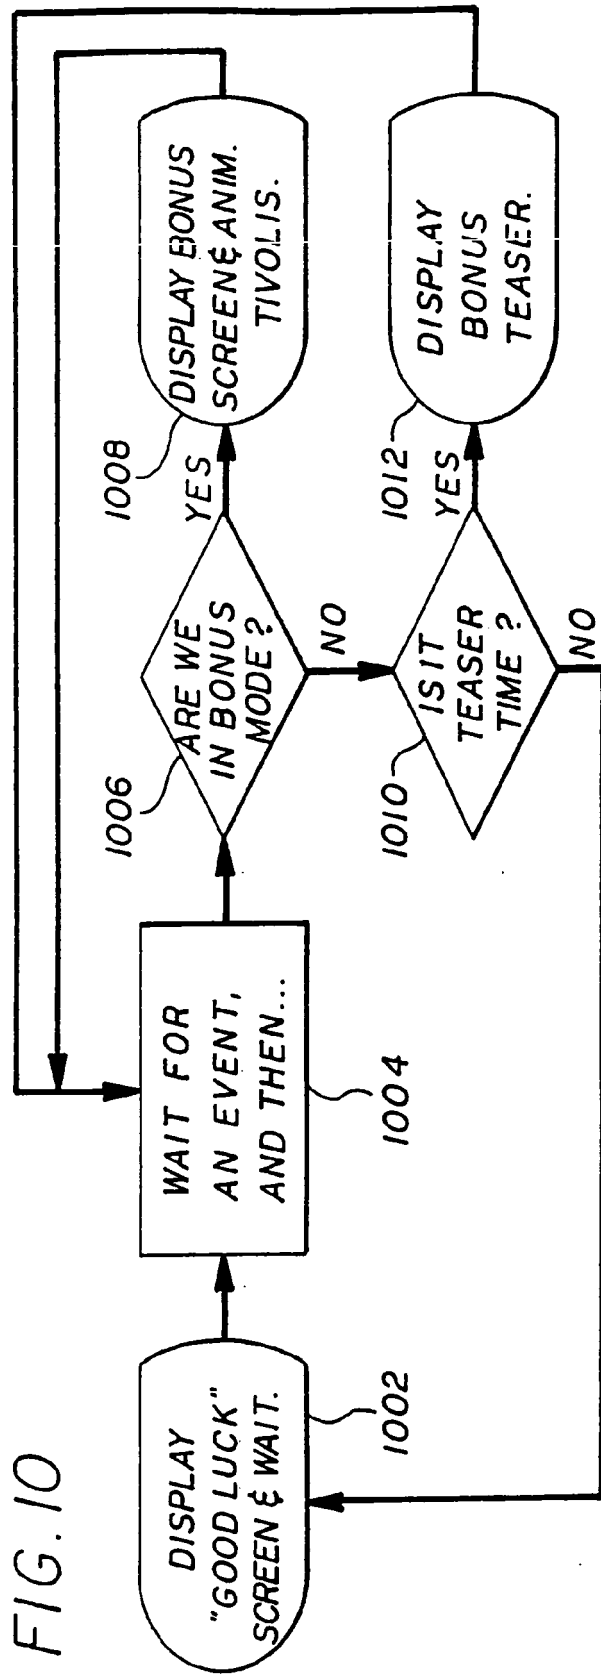 FIG. 10
DISPLAY
"GOOD LUCK"
SCREEN & WAIT.
1002
WAIT FOR
AN EVENT,
AND THEN...
1004
ARE WE
IN BONUS
MODE?
1006
YES
NO
DISPLAY BONUS
SCREEN & ANIM.
TIVOLIS.
1008
IS IT
TEASER
TIME?
1010
YES
NO
DISPLAY
BONUS
TEASER.
1012